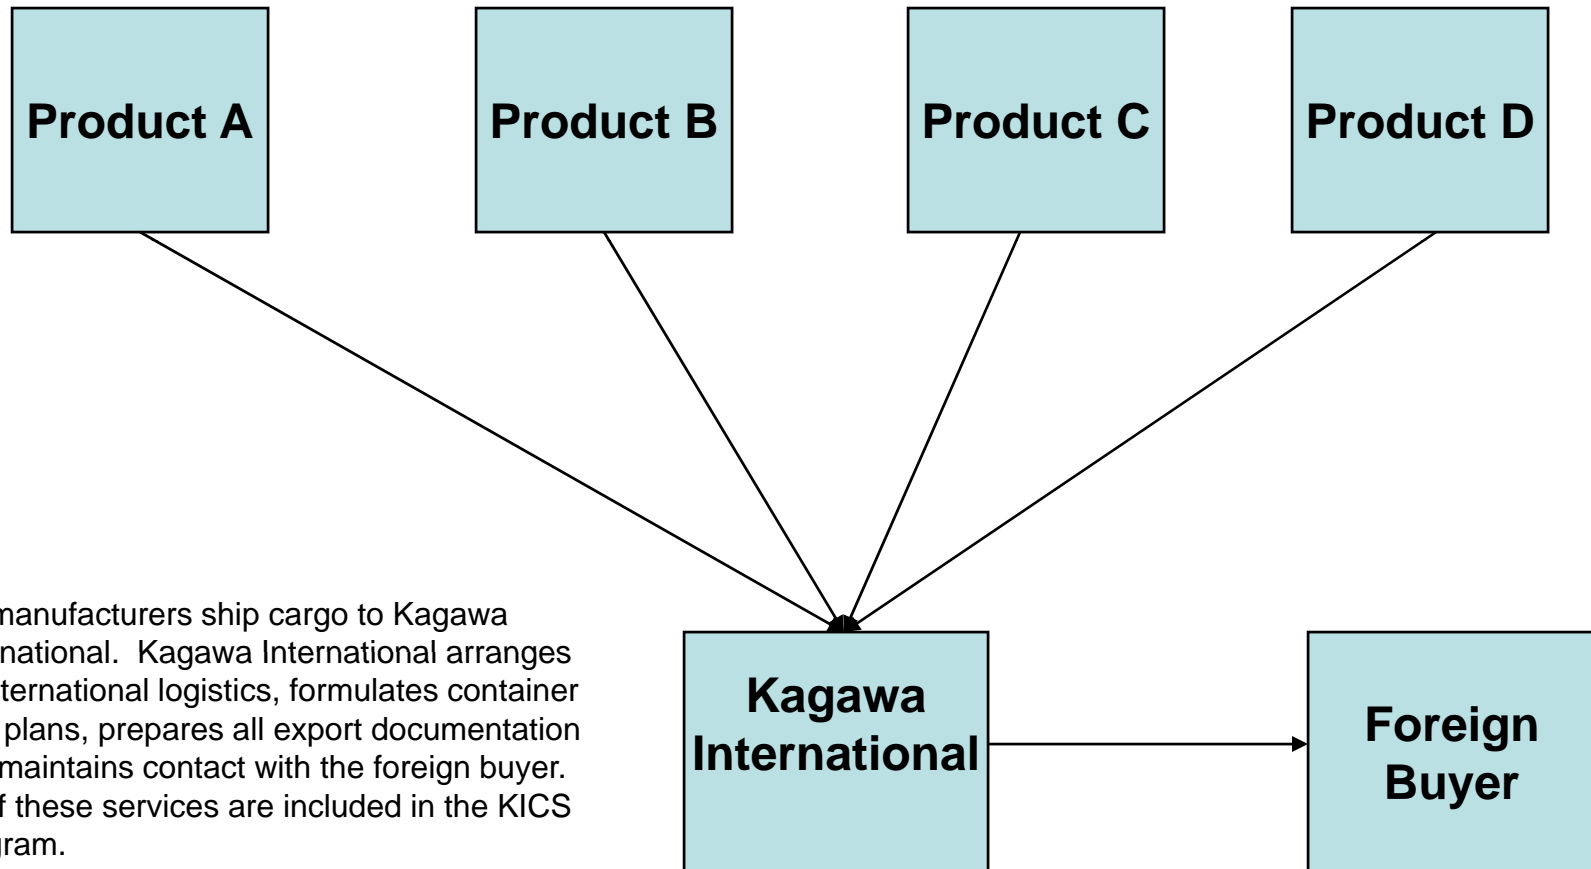 Product A
Product B
Product C
Product D
manufacturers ship cargo to Kagawa
national.  Kagawa International arranges
ternational logistics, formulates container
plans, prepares all export documentation
maintains contact with the foreign buyer.
f these services are included in the KICS
gram.
Kagawa
International
Foreign
Buyer